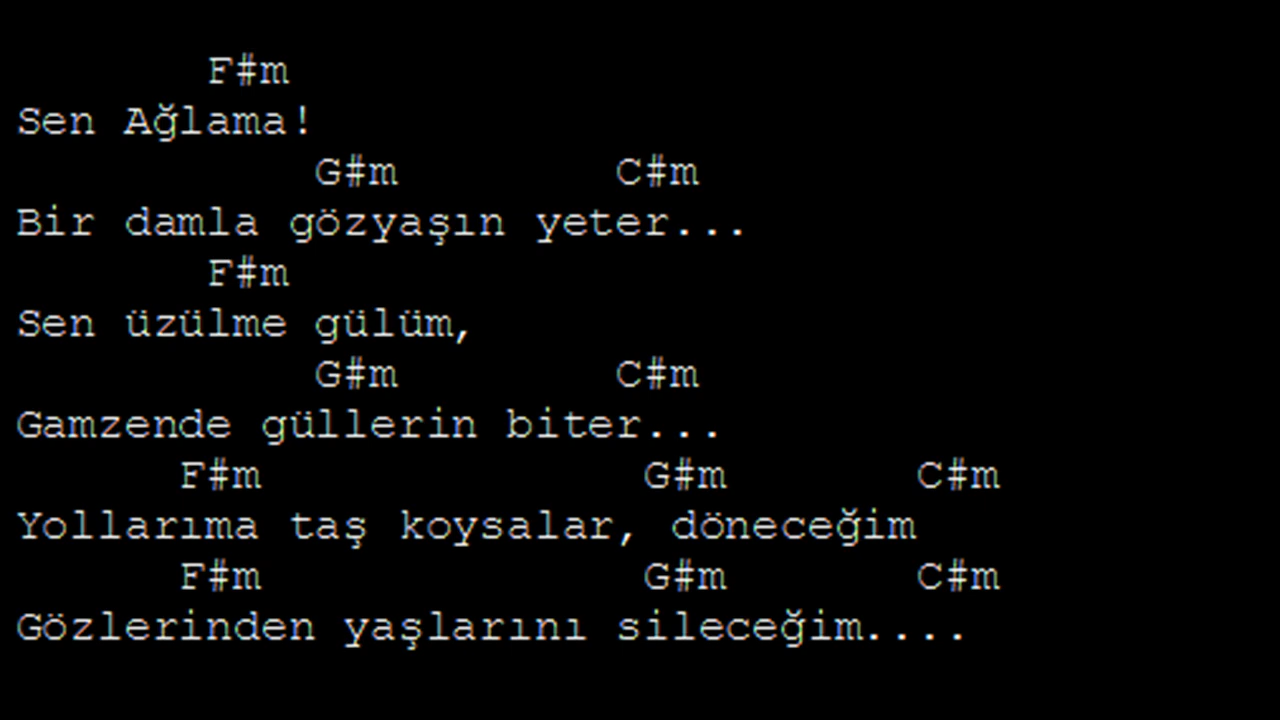 F#m
Sen Ağlama!
G#m C#m
Bir damla gözyaşın yeter...
F#m
Sen üzülme gülüm,
G#m C#m
Gamzende güllerin biter...
F#m G#m C#m
Yollarıma taş koysalar, döneceğim
F#m G#m C#m
Gözlerinden yaşlarını sileceğim....